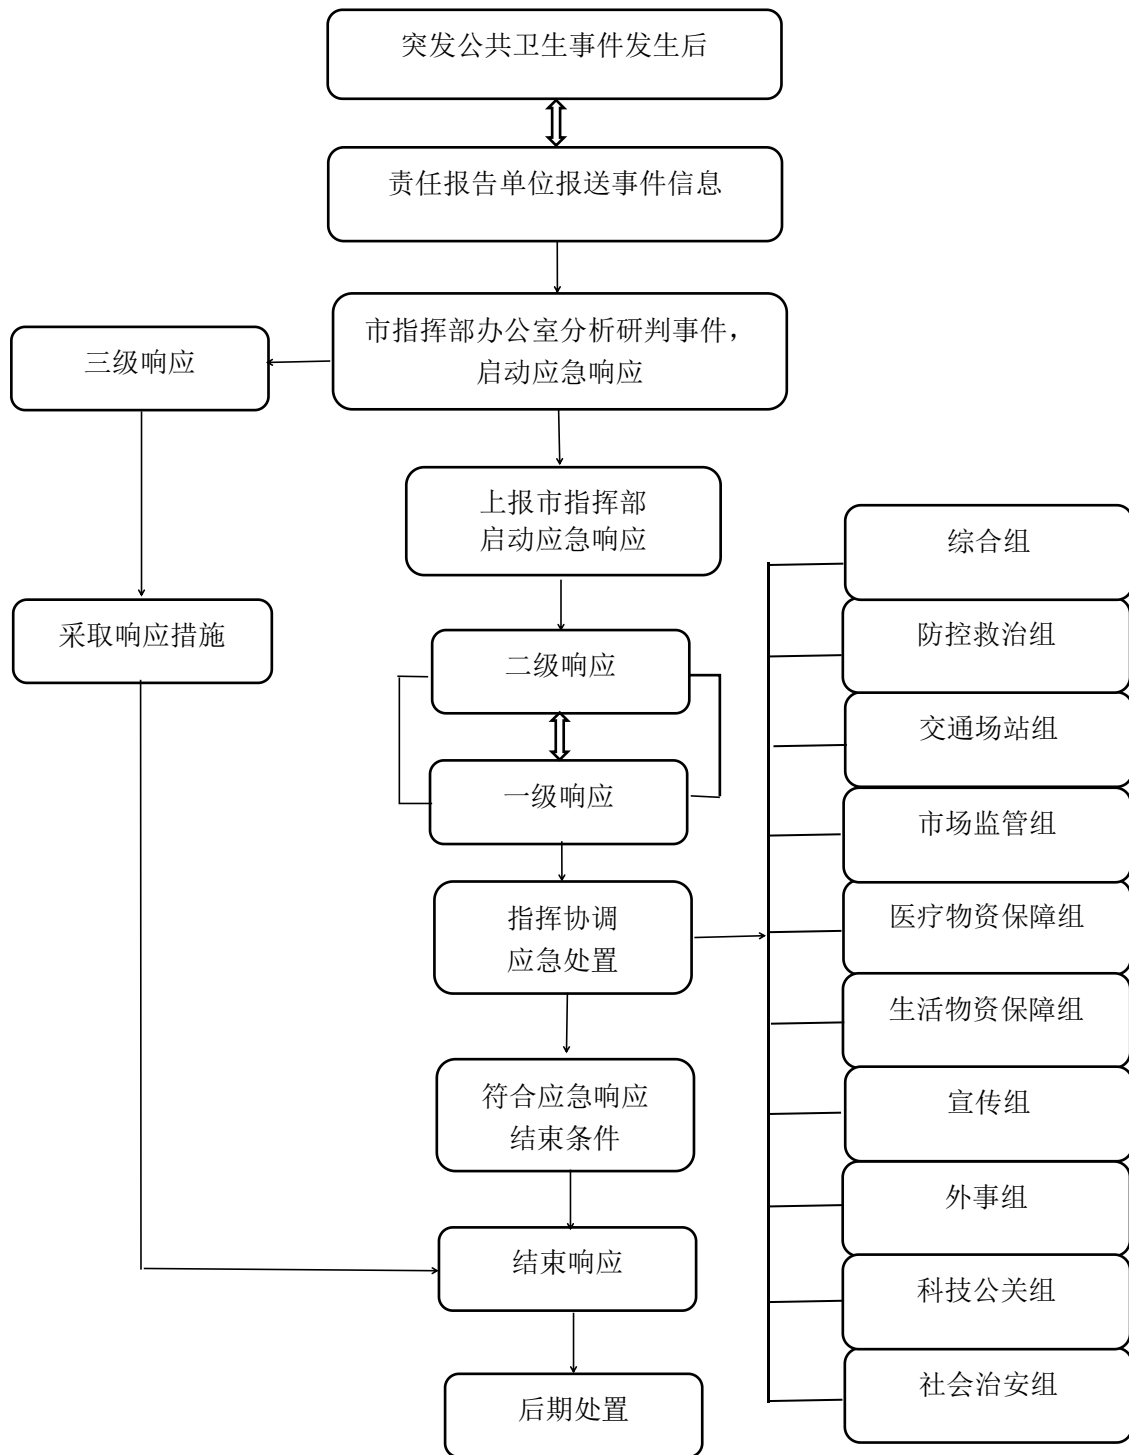 突发公共卫生事件发生后
责任报告单位报送事件信息
市指挥部办公室分析研判事件，
启动应急响应
三级响应
上报市指挥部
启动应急响应
采取响应措施
二级响应
一级响应
指挥协调
应急处置
符合应急响应
结束条件
结束响应
后期处置
综合组
防控救治组
交通场站组
市场监管组
医疗物资保障组
生活物资保障组
宣传组
外事组
科技公关组
社会治安组